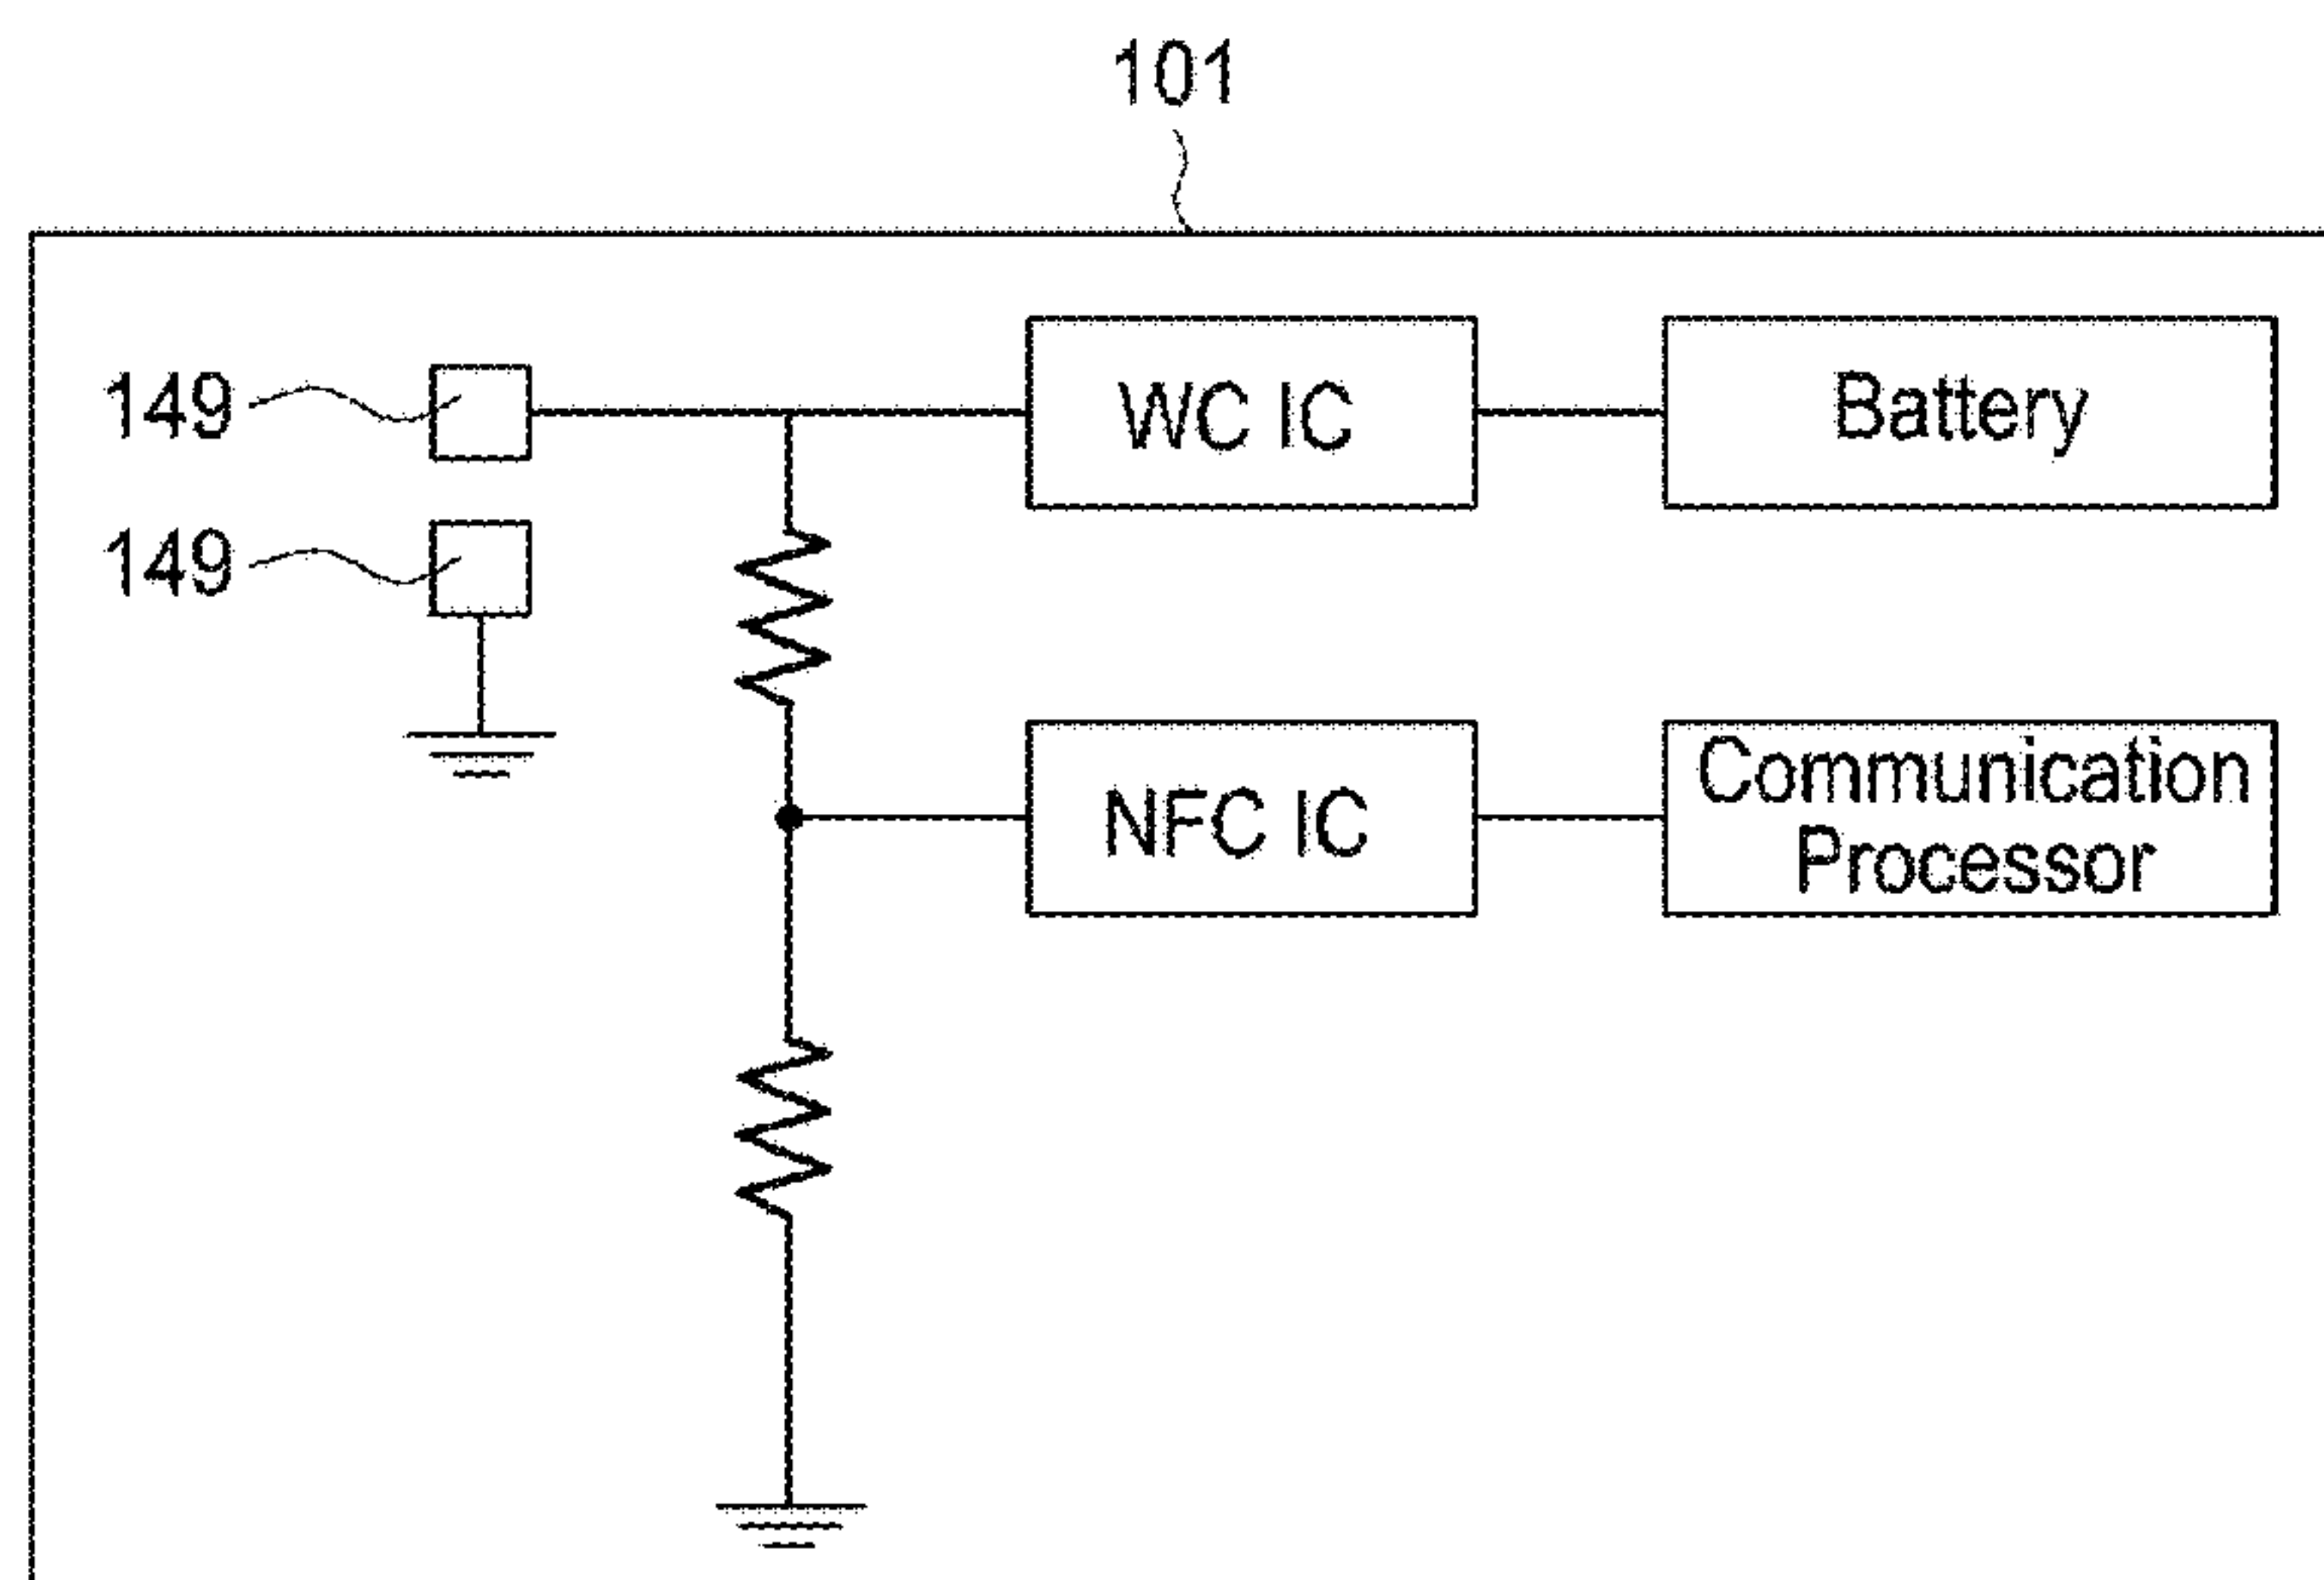 101
149
WC IC
Battery
149
NFC IC
Communication
Processor